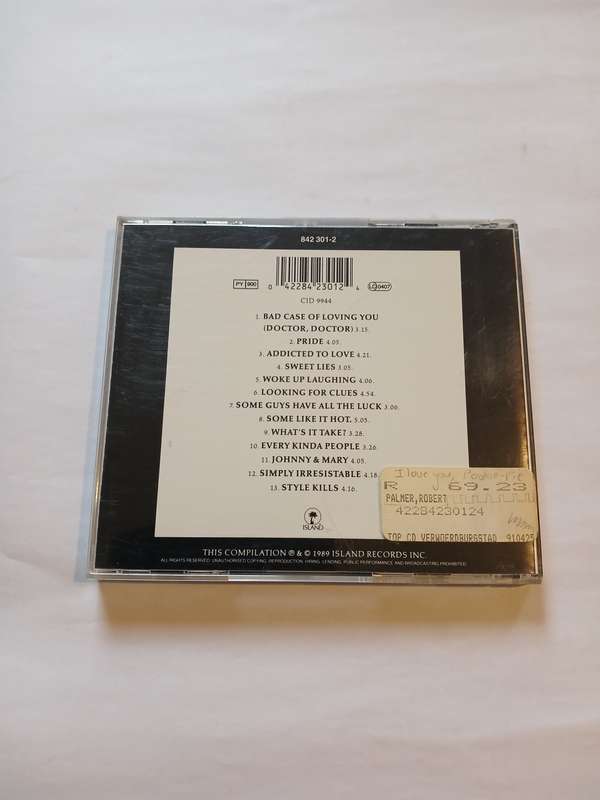 842 301-2
PY 900
0 42284 23012 4
LC 0407
CID 9944
1. BAD CASE OF LOVING YOU
(DOCTOR, DOCTOR) 3.15.
2. PRIDE 4.05.
3. ADDICTED TO LOVE 4.21.
4. SWEET LIES 3.05.
5. WOKE UP LAUGHING 4.06.
6. LOOKING FOR CLUES 4.54.
7. SOME GUYS HAVE ALL THE LUCK 3.06.
8. SOME LIKE IT HOT. 5.05.
9. WHAT'S IT TAKE? 3.28.
10. EVERY KINDA PEOPLE 3.26.
11. JOHNNY & MARY 4.05.
12. SIMPLY IRRESISTABLE 4.18.
13. STYLE KILLS 4.16.
ISLAND
I love you, Pookie-Pie
R 69.23
PALMER,ROBERT
42284230124
TOP CD VERWOERDBURGSTAD 910425
THIS COMPILATION ℗ & © 1989 ISLAND RECORDS INC.
ALL RIGHTS RESERVED. UNAUTHORISED COPYING, REPRODUCTION, HIRING, LENDING, PUBLIC PERFORMANCE AND BROADCASTING PROHIBITED.